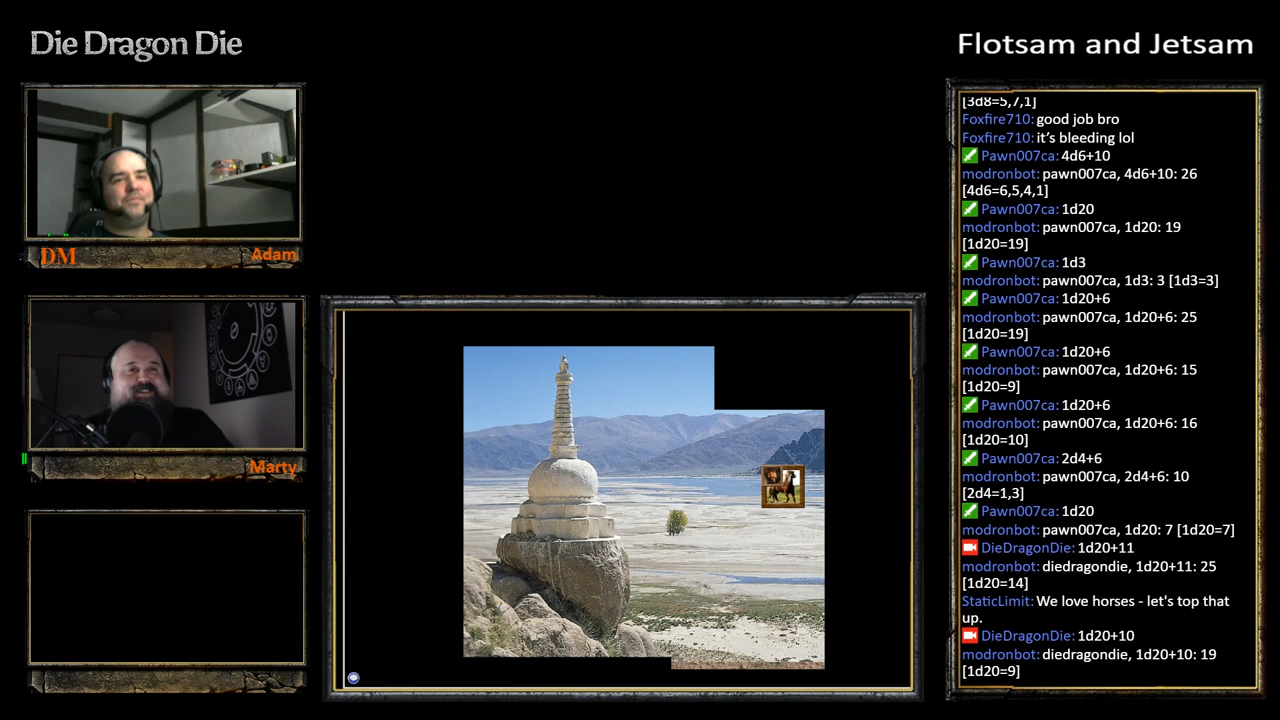 Die Dragon Die
Flotsam and Jetsam
DM
Adam
Marty
[3d8=5,7,1]
Foxfire710: good job bro
Foxfire710: it’s bleeding lol
Pawn007ca: 4d6+10
modronbot: pawn007ca, 4d6+10: 26
[4d6=6,5,4,1]
Pawn007ca: 1d20
modronbot: pawn007ca, 1d20: 19
[1d20=19]
Pawn007ca: 1d3
modronbot: pawn007ca, 1d3: 3 [1d3=3]
Pawn007ca: 1d20+6
modronbot: pawn007ca, 1d20+6: 25
[1d20=19]
Pawn007ca: 1d20+6
modronbot: pawn007ca, 1d20+6: 15
[1d20=9]
Pawn007ca: 1d20+6
modronbot: pawn007ca, 1d20+6: 16
[1d20=10]
Pawn007ca: 2d4+6
modronbot: pawn007ca, 2d4+6: 10
[2d4=1,3]
Pawn007ca: 1d20
modronbot: pawn007ca, 1d20: 7 [1d20=7]
DieDragonDie: 1d20+11
modronbot: diedragondie, 1d20+11: 25
[1d20=14]
StaticLimit: We love horses - let's top that
up.
DieDragonDie: 1d20+10
modronbot: diedragondie, 1d20+10: 19
[1d20=9]